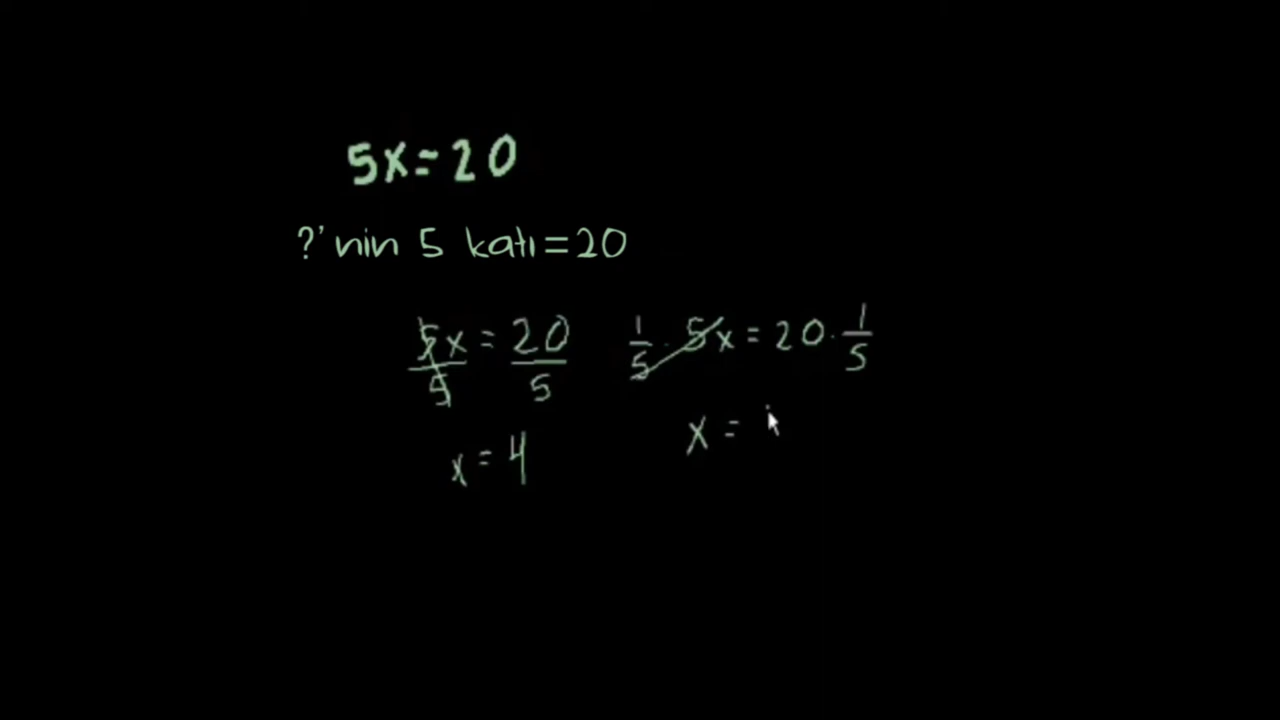 5x=20
?'nin 5 katı=20
5x/5 = 20/5
1/5 · 5x = 20 · 1/5
x = 4
x =